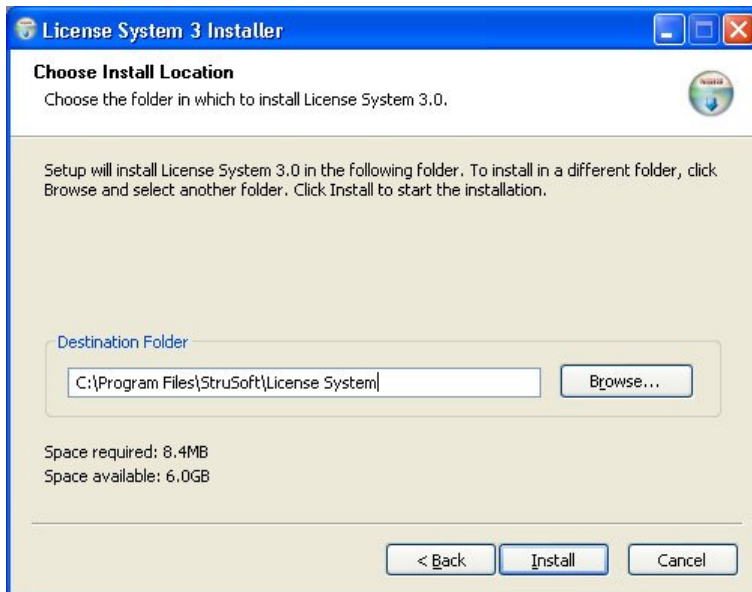 License System 3 Installer
Choose Install Location
Choose the folder in which to install License System 3.0.
Setup will install License System 3.0 in the following folder. To install in a different folder, click
Browse and select another folder. Click Install to start the installation.
Destination Folder
C:\Program Files\StruSoft\License System
Browse...
Space required: 8.4MB
Space available: 6.0GB
< Back
Install
Cancel